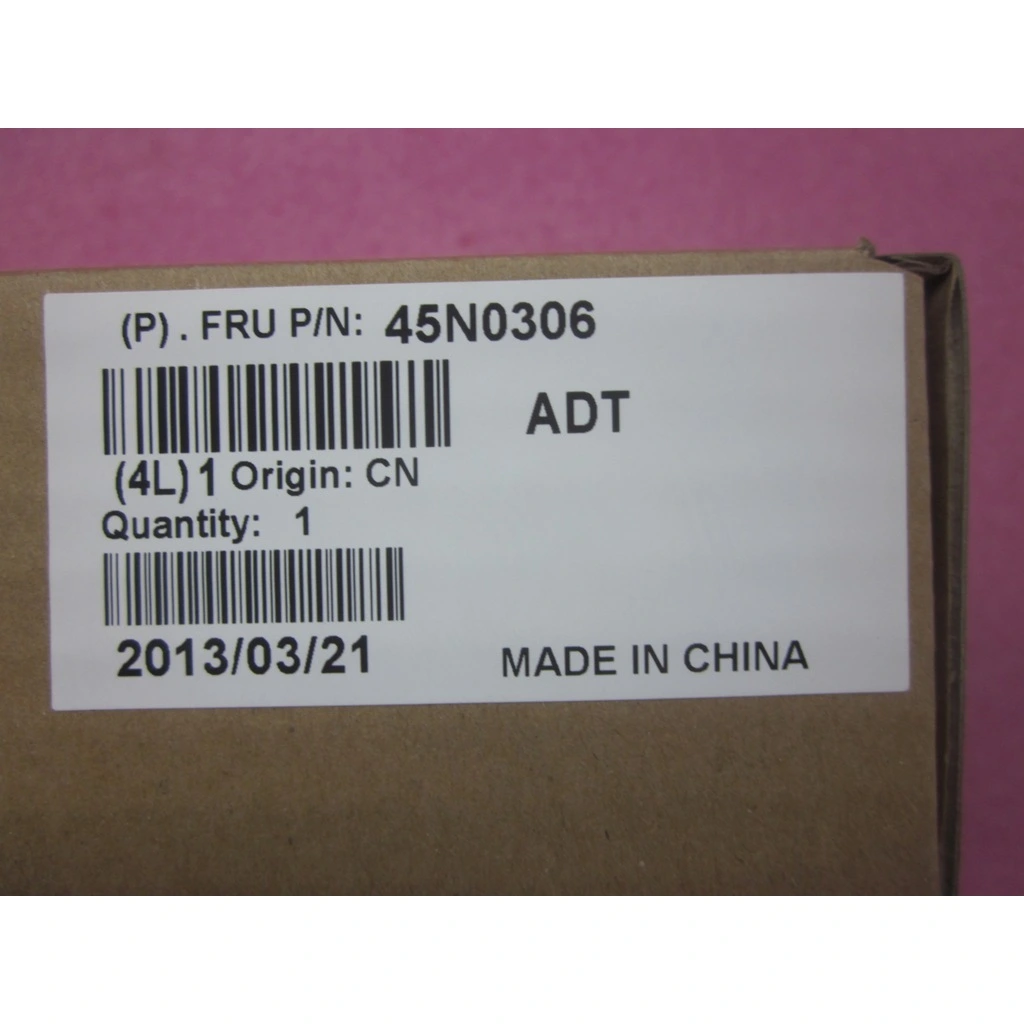 (P) . FRU P/N: 45N0306
ADT
(4L) 1 Origin: CN
Quantity: 1
2013/03/21
MADE IN CHINA